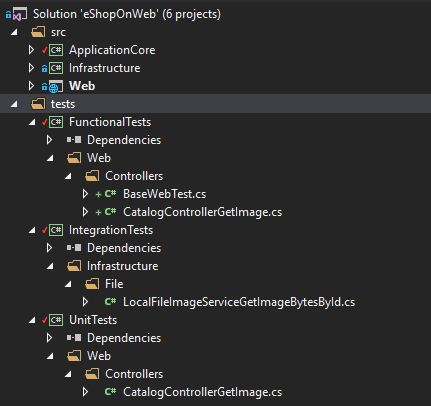 Solution 'eShopOnWeb' (6 projects)
src
C# ApplicationCore
C# Infrastructure
Web
tests
C# FunctionalTests
Dependencies
Web
Controllers
+ C# BaseWebTest.cs
+ C# CatalogControllerGetImage.cs
C# IntegrationTests
Dependencies
Infrastructure
File
C# LocalFileImageServiceGetImageBytesById.cs
C# UnitTests
Dependencies
Web
Controllers
C# CatalogControllerGetImage.cs